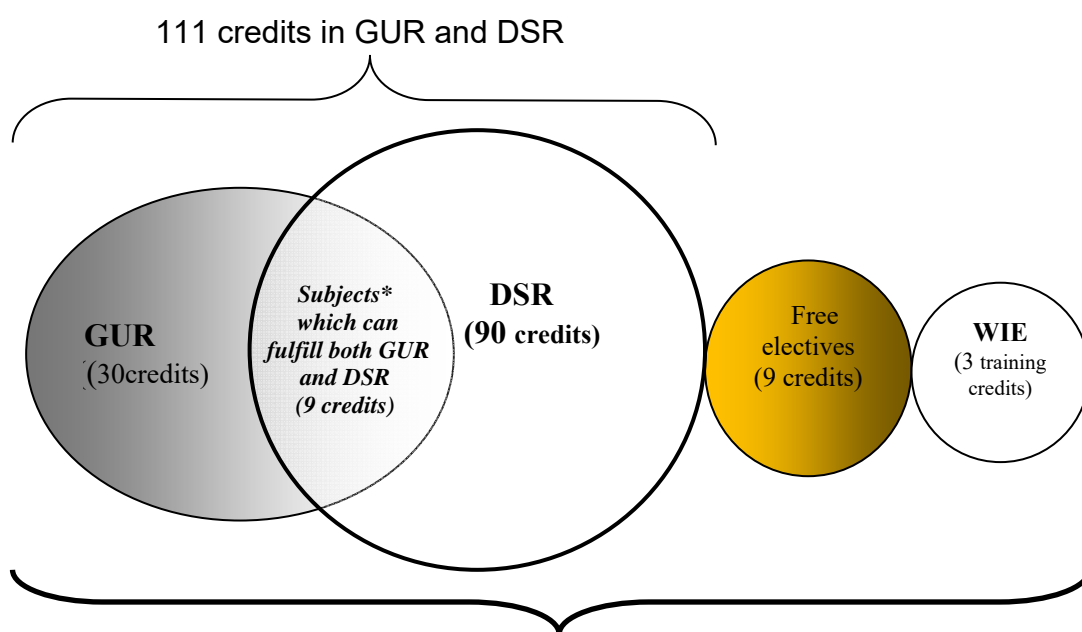 111 credits in GUR and DSR
GUR
(30credits)
Subjects*
which can
fulfill both GUR
and DSR
(9 credits)
DSR
(90 credits)
Free
electives
(9 credits)
WIE
(3 training
credits)